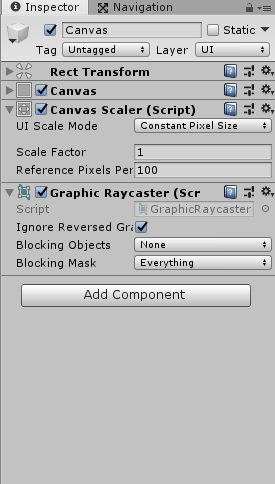 Inspector Navigation
Canvas Static
Tag Untagged Layer UI
Rect Transform
Canvas
Canvas Scaler (Script)
UI Scale Mode Constant Pixel Size
Scale Factor 1
Reference Pixels Per 100
Graphic Raycaster (Scr
Script GraphicRaycaster
Ignore Reversed Gra
Blocking Objects None
Blocking Mask Everything
Add Component